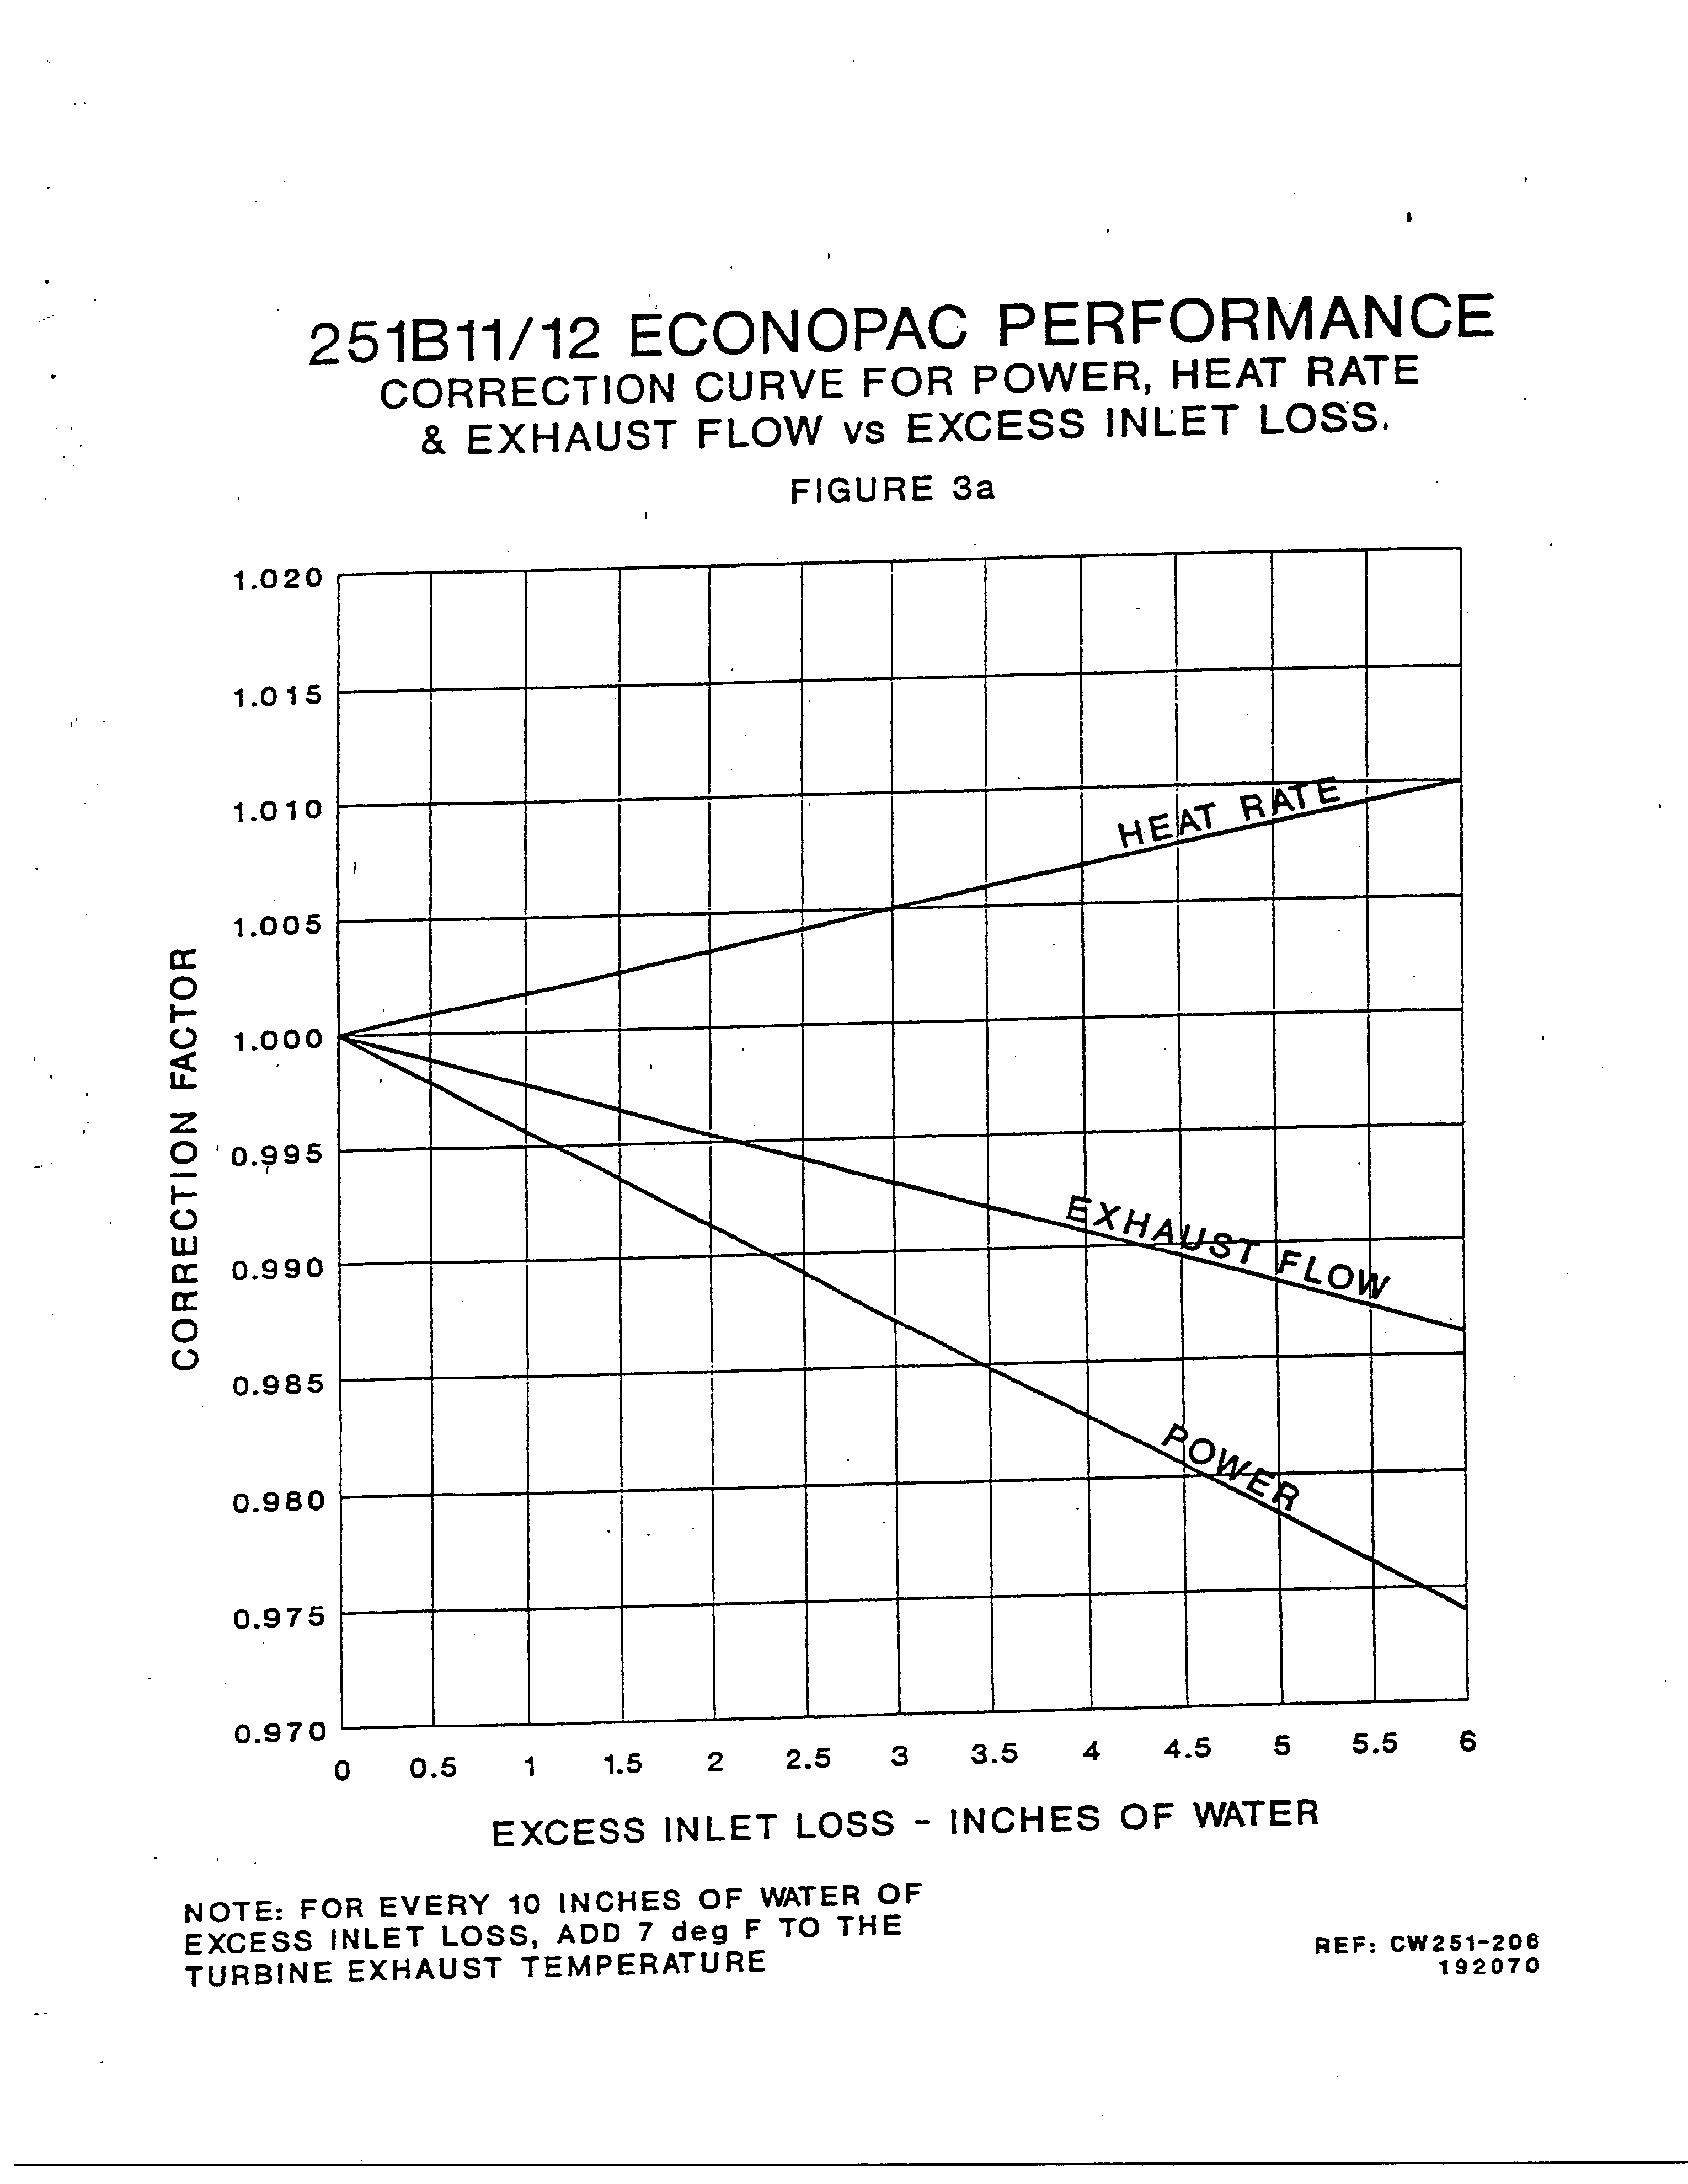 251B11/12 ECONOPAC PERFORMANCE
CORRECTION CURVE FOR POWER, HEAT RATE
& EXHAUST FLOW vs EXCESS INLET LOSS.
FIGURE 3a
1.020
1.015
1.010
1.005
1.000
0.995
0.990
0.985
0.980
0.975
0.970
CORRECTION FACTOR
HEAT RATE
EXHAUST FLOW
POWER
0 0.5 1 1.5 2 2.5 3 3.5 4 4.5 5 5.5 6
EXCESS INLET LOSS - INCHES OF WATER
NOTE: FOR EVERY 10 INCHES OF WATER OF
EXCESS INLET LOSS, ADD 7 deg F TO THE
TURBINE EXHAUST TEMPERATURE
REF: CW251-206
192070